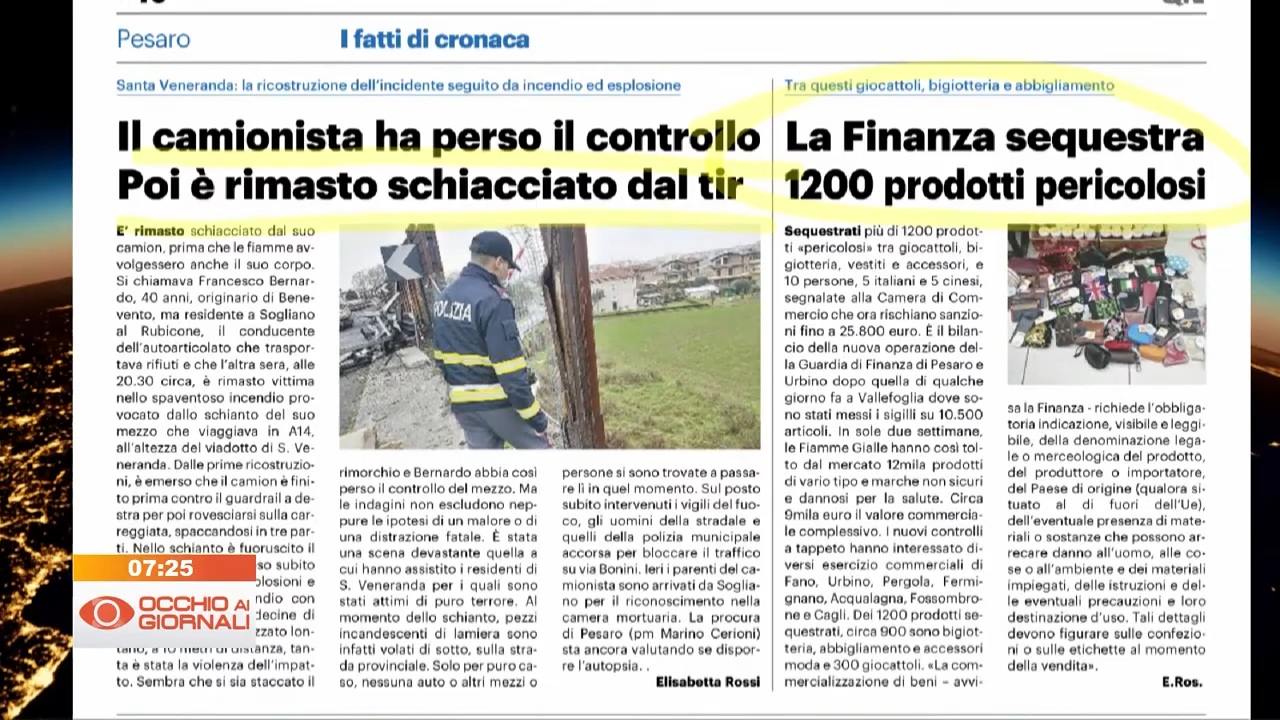 Pesaro
I fatti di cronaca
Santa Veneranda: la ricostruzione dell'incidente seguito da incendio ed esplosione
Il camionista ha perso il controllo
Poi è rimasto schiacciato dal tir
E' rimasto schiacciato dal suo
camion, prima che le fiamme av-
volgessero anche il suo corpo.
Si chiamava Francesco Bernar-
do, 40 anni, originario di Bene-
vento, ma residente a Sogliano
al Rubicone, il conducente
dell'autoarticolato che traspor-
tava rifiuti e che l'altra sera, alle
20.30 circa, è rimasto vittima
nello spaventoso incendio pro-
vocato dallo schianto del suo
mezzo che viaggiava in A14,
all'altezza del viadotto di S. Ve-
neranda. Dalle prime ricostruzio-
ni, è emerso che il camion è fini-
to prima contro il guardrail a de-
stra per poi rovesciarsi sulla car-
reggiata, spaccandosi in tre par-
ti. Nello schianto è fuoruscito il
so subito
plosioni e
ndio con
decine di
zzato lon-
tano, a 10 metri di distanza, tan-
ta è stata la violenza dell'impat-
to. Sembra che si sia staccato il
POLIZIA
rimorchio e Bernardo abbia così
perso il controllo del mezzo. Ma
le indagini non escludono nep-
pure le ipotesi di un malore o di
una distrazione fatale. È stata
una scena devastante quella a
cui hanno assistito i residenti di
S. Veneranda per i quali sono
stati attimi di puro terrore. Al
momento dello schianto, pezzi
incandescenti di lamiera sono
infatti volati di sotto, sulla stra-
da provinciale. Solo per puro ca-
so, nessuna auto o altri mezzi o
persone si sono trovate a passa-
re lì in quel momento. Sul posto
subito intervenuti i vigili del fuo-
co, gli uomini della stradale e
quelli della polizia municipale
accorsa per bloccare il traffico
su via Bonini. Ieri i parenti del ca-
mionista sono arrivati da Soglia-
no per il riconoscimento nella
camera mortuaria. La procura
di Pesaro (pm Marino Cerioni)
sta ancora valutando se dispor-
re l'autopsia. .
Elisabetta Rossi
Tra questi giocattoli, bigiotteria e abbigliamento
La Finanza sequestra
1200 prodotti pericolosi
Sequestrati più di 1200 prodot-
ti «pericolosi» tra giocattoli, bi-
giotteria, vestiti e accessori, e
10 persone, 5 italiani e 5 cinesi,
segnalate alla Camera di Com-
mercio che ora rischiano sanzio-
ni fino a 25.800 euro. È il bilan-
cio della nuova operazione del-
la Guardia di Finanza di Pesaro e
Urbino dopo quella di qualche
giorno fa a Vallefoglia dove so-
no stati messi i sigilli su 10.500
articoli. In sole due settimane,
le Fiamme Gialle hanno così tol-
to dal mercato 12mila prodotti
di vario tipo e marche non sicuri
e dannosi per la salute. Circa
9mila euro il valore commercia-
le complessivo. I nuovi controlli
a tappeto hanno interessato di-
versi esercizio commerciali di
Fano, Urbino, Pergola, Fermi-
gnano, Acqualagna, Fossombro-
ne e Cagli. Dei 1200 prodotti se-
questrati, circa 900 sono bigiot-
teria, abbigliamento e accessori
moda e 300 giocattoli. «La com-
mercializzazione di beni – avvi-
sa la Finanza - richiede l'obbliga-
toria indicazione, visibile e leggi-
bile, della denominazione lega-
le o merceologica del prodotto,
del produttore o importatore,
del Paese di origine (qualora si-
tuato al di fuori dell'Ue),
dell'eventuale presenza di mate-
riali o sostanze che possono ar-
recare danno all'uomo, alle co-
se o all'ambiente e dei materiali
impiegati, delle istruzioni e del-
le eventuali precauzioni e loro
destinazione d'uso. Tali dettagli
devono figurare sulle confezio-
ni o sulle etichette al momento
della vendita».
E.Ros.
07:25
OCCHIO AI
GIORNALI